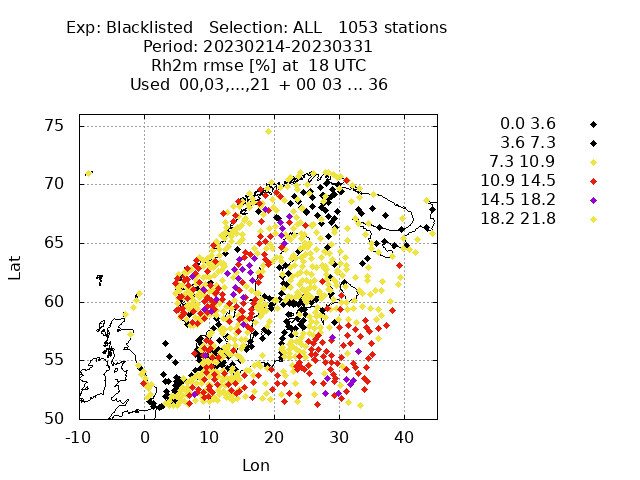 Exp: Blacklisted   Selection: ALL   1053 stations
Period: 20230214-20230331
Rh2m rmse [%] at  18 UTC
Used  00,03,...,21  + 00 03 ... 36
0.0 3.6
3.6 7.3
7.3 10.9
10.9 14.5
14.5 18.2
18.2 21.8
75
70
65
60
55
50
Lat
-10 0 10 20 30 40
Lon